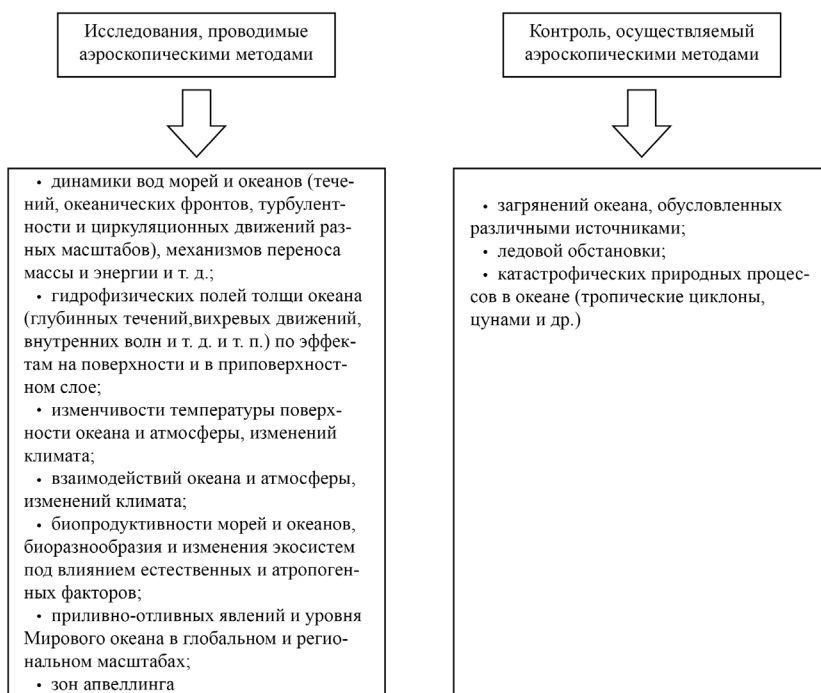 Исследования, проводимые
аэроскопическими методами
• динамики вод морей и океанов (тече-
ний, океанических фронтов, турбулент-
ности и циркуляционных движений раз-
ных масштабов), механизмов переноса
массы и энергии и т. д.;
• гидрофизических полей толщи океана
(глубинных течений,вихревых движений,
внутренних волн и т. д. и т. п.) по эффек-
там на поверхности и в приповерхност-
ном слое;
• изменчивости температуры поверх-
ности океана и атмосферы, изменений
климата;
• взаимодействий океана и атмосферы,
изменений климата;
• биопродуктивности морей и океанов,
биоразнообразия и изменения экосистем
под влиянием естественных и атропоген-
ных факторов;
• приливно-отливных явлений и уровня
Мирового океана в глобальном и регио-
нальном масштабах;
• зон апвеллинга
Контроль, осуществляемый
аэроскопическими методами
• загрянений океана, обусловленных
различными источниками;
• ледовой обстановки;
• катастрофических природных процес-
сов в океане (тропические циклоны,
цунами и др.)